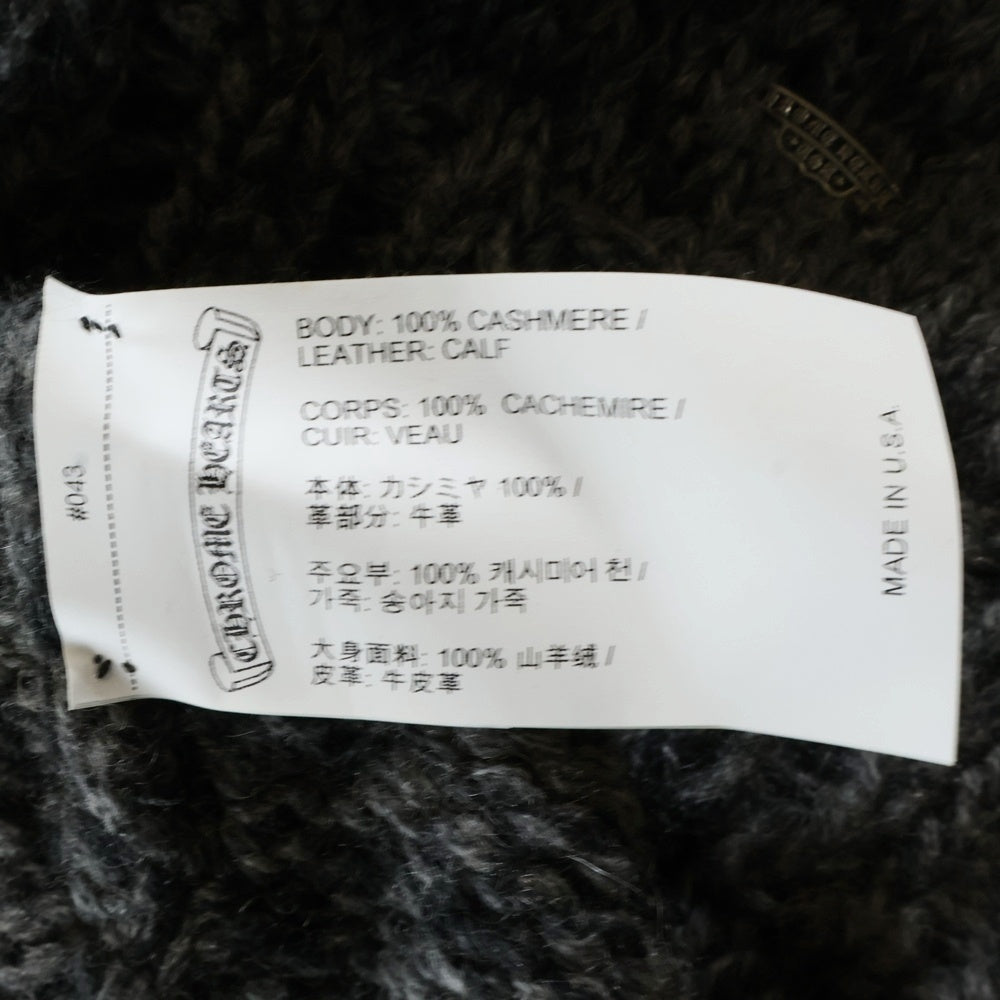 #043
CHROME HEARTS
BODY: 100% CASHMERE /
LEATHER: CALF
CORPS: 100% CACHEMIRE /
CUIR: VEAU
本体: カシミヤ 100% /
革部分: 牛革
주요부: 100% 캐시미어 천 /
가죽: 송아지 가죽
大身面料: 100% 山羊绒 /
皮革: 牛皮革
MADE IN U.S.A.